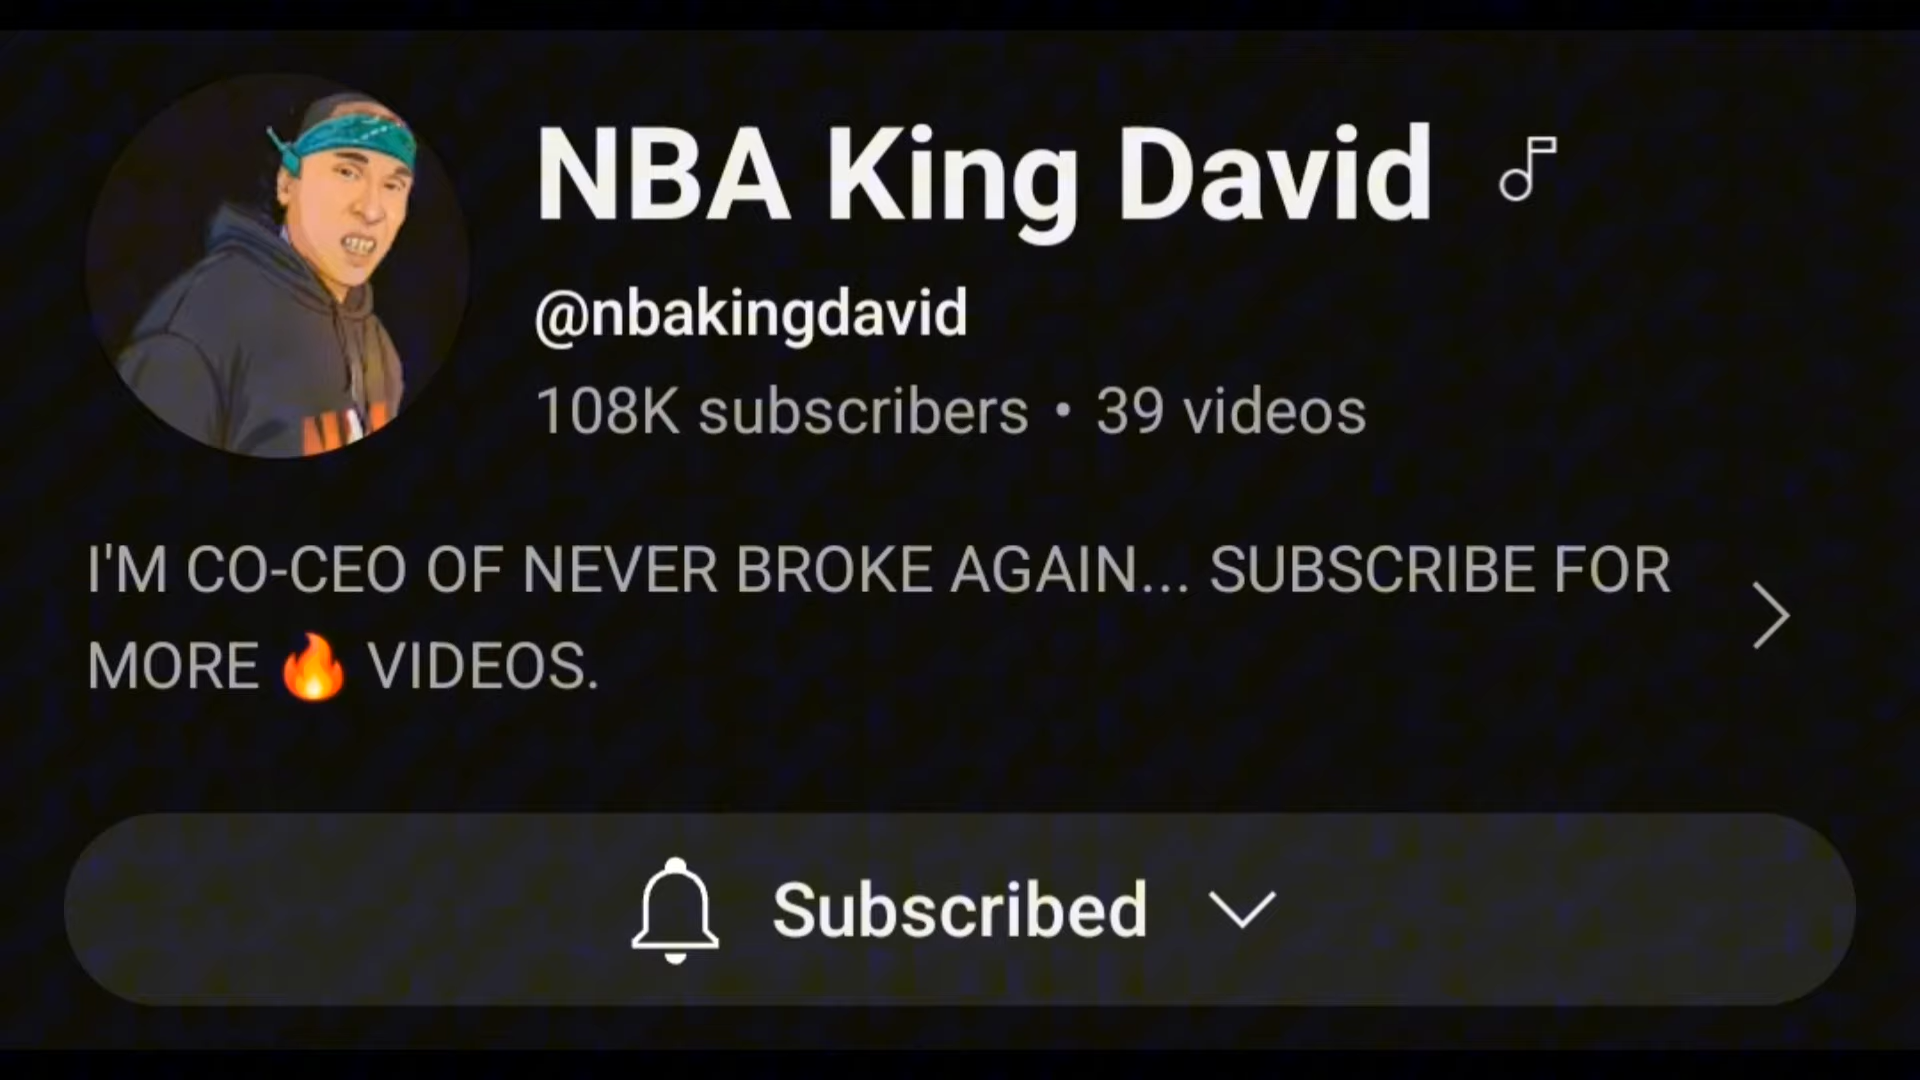 NBA King David
@nbakingdavid
108K subscribers • 39 videos
I'M CO-CEO OF NEVER BROKE AGAIN... SUBSCRIBE FOR
MORE 🔥 VIDEOS.
Subscribed